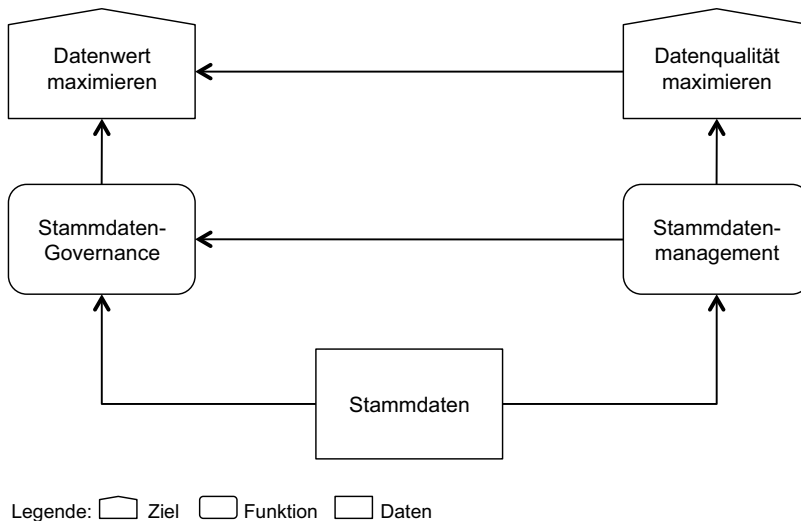 Datenwert
maximieren
Datenqualität
maximieren
Stammdaten-
Governance
Stammdaten-
management
Stammdaten
Legende: Ziel Funktion Daten